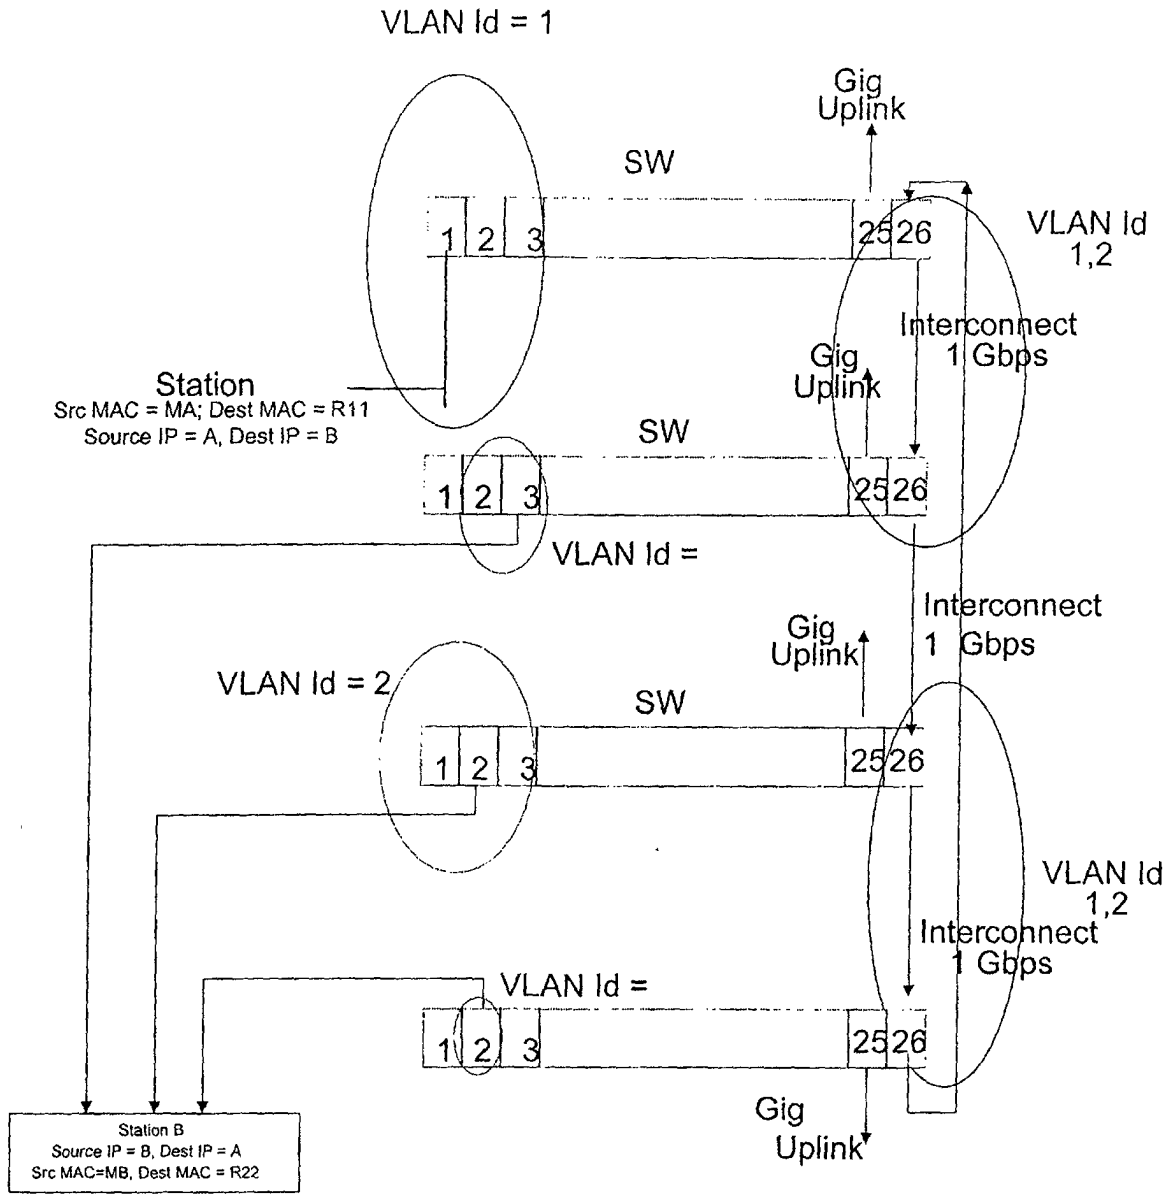 VLAN Id = 1
Gig
Uplink
SW
1 2 3 25 26
VLAN Id
1,2
Interconnect
1 Gbps
Gig
Uplink
Station
Src MAC = MA; Dest MAC = R11
Source IP = A, Dest IP = B
SW
1 2 3 25 26
VLAN Id =
Interconnect
1 Gbps
Gig
Uplink
VLAN Id = 2
SW
1 2 3 25 26
VLAN Id
1,2
Interconnect
1 Gbps
VLAN Id =
1 2 3 25 26
Gig
Uplink
Station B
Source IP = B, Dest IP = A
Src MAC=MB, Dest MAC = R22